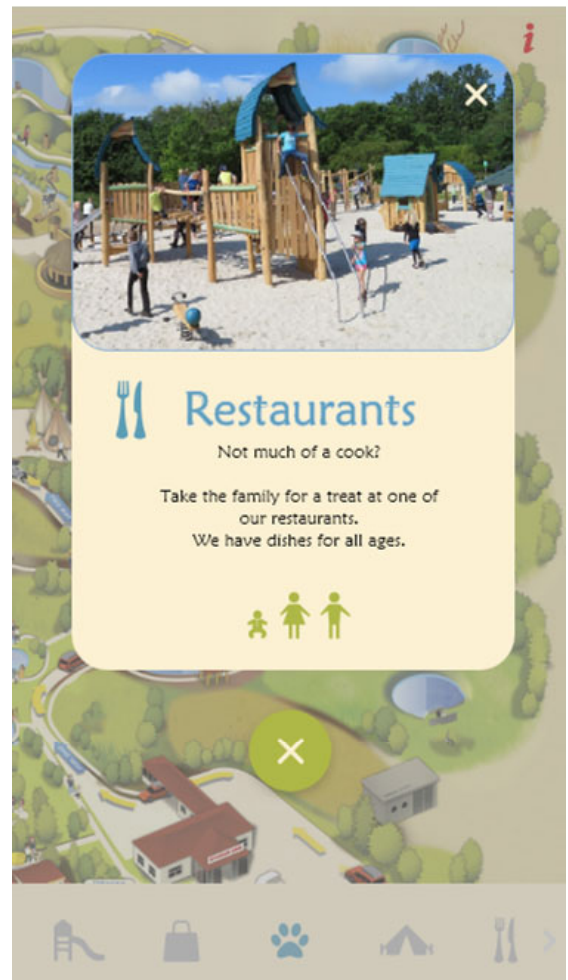 i
Restaurants
Not much of a cook?
Take the family for a treat at one of
our restaurants.
We have dishes for all ages.